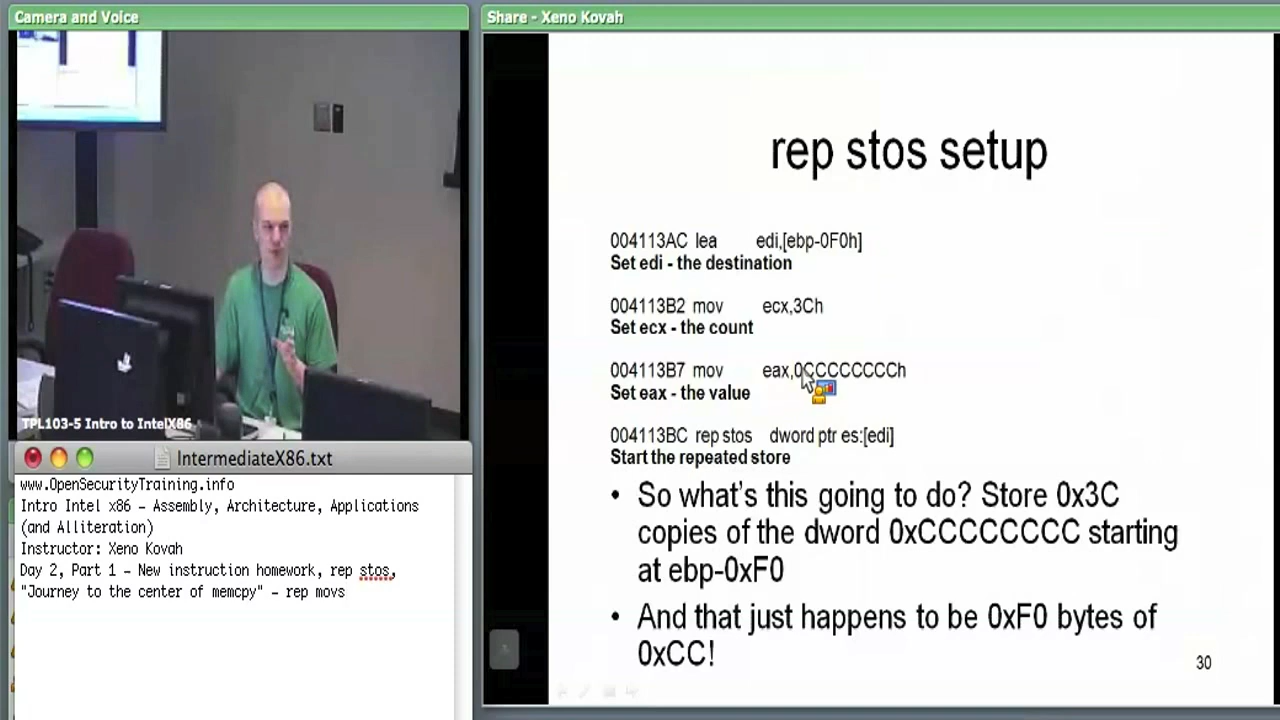 Camera and Voice
TPL103-5 Intro to IntelX86
IntermediateX86.txt
www.OpenSecurityTraining.info
Intro Intel x86 – Assembly, Architecture, Applications
(and Alliteration)
Instructor: Xeno Kovah
Day 2, Part 1 – New instruction homework, rep stos,
"Journey to the center of memcpy" – rep movs
Share - Xeno Kovah
rep stos setup
004113AC lea edi,[ebp-0F0h]
Set edi - the destination
004113B2 mov ecx,3Ch
Set ecx - the count
004113B7 mov eax,0CCCCCCCCh
Set eax - the value
004113BC rep stos dword ptr es:[edi]
Start the repeated store
• So what's this going to do? Store 0x3C
copies of the dword 0xCCCCCCCC starting
at ebp-0xF0
• And that just happens to be 0xF0 bytes of
0xCC!
30